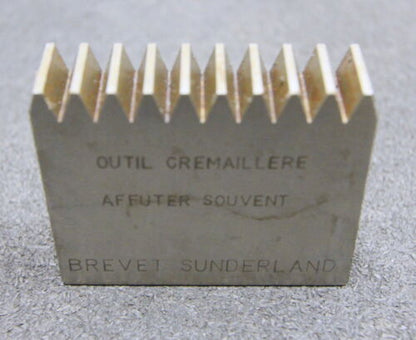 OUTIL CREMAILLERE
AFFUTER SOUVENT
BREVET SUNDERLAND